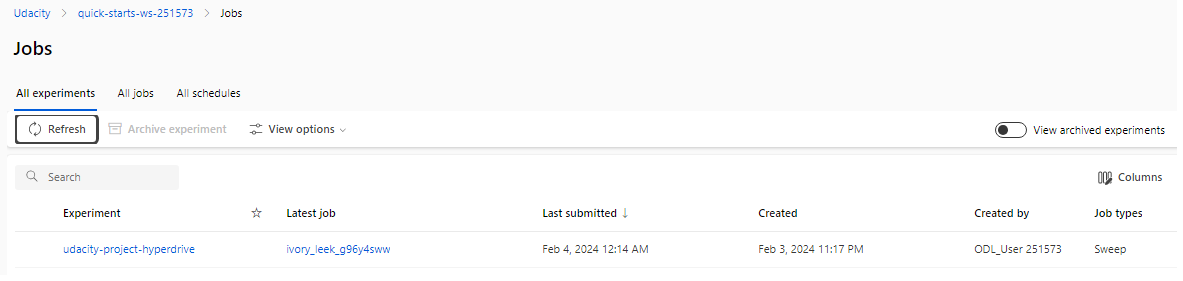 Udacity > quick-starts-ws-251573 > Jobs
Jobs
All experiments All jobs All schedules
Refresh Archive experiment View options View archived experiments
Search Columns
Experiment Latest job Last submitted ↓ Created Created by Job types
udacity-project-hyperdrive ivory_leek_g96y4sww Feb 4, 2024 12:14 AM Feb 3, 2024 11:17 PM ODL_User 251573 Sweep